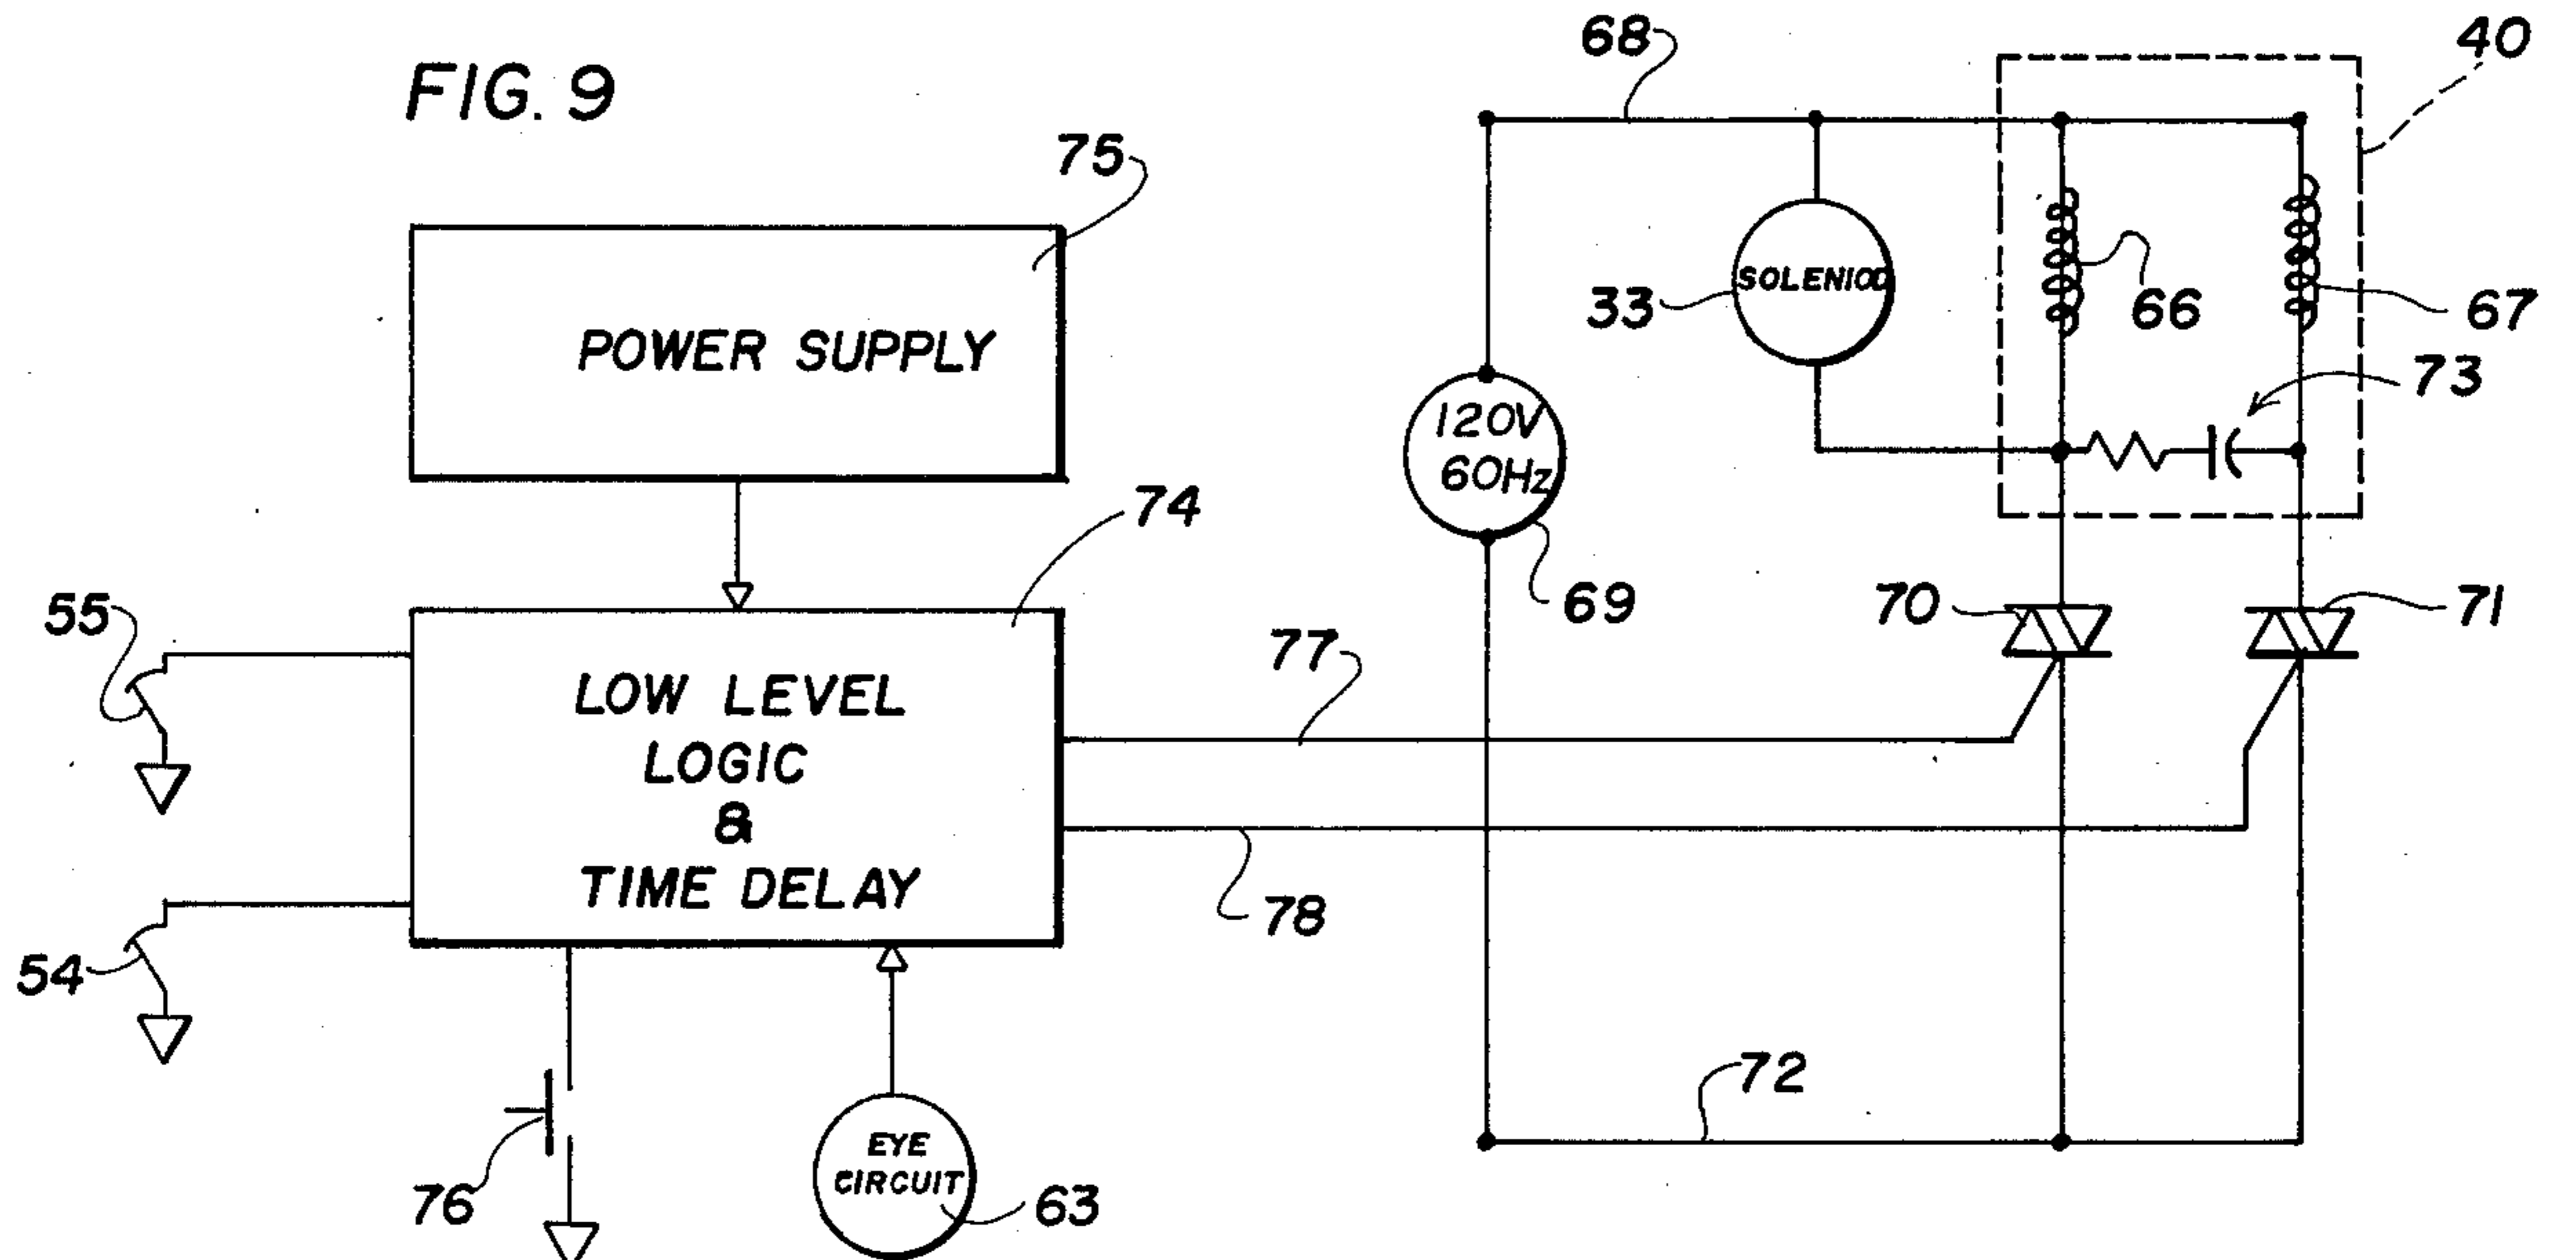 FIG. 9
68
40
75
POWER SUPPLY
SOLENIOD
33
66
67
73
120V
60Hz
69
74
55
70
71
77
LOW LEVEL
LOGIC
&
TIME DELAY
78
54
72
76
EYE
CIRCUIT
63